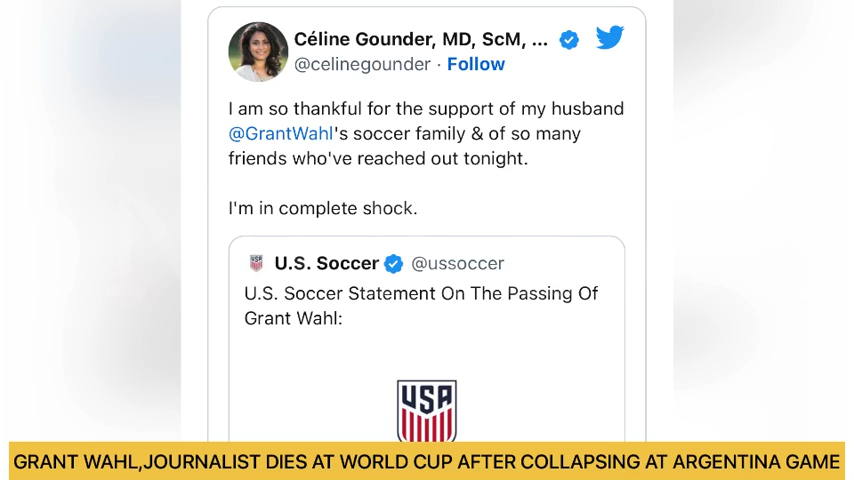 Céline Gounder, MD, ScM, ...
@celinegounder · Follow
I am so thankful for the support of my husband
@GrantWahl's soccer family & of so many
friends who've reached out tonight.
I'm in complete shock.
U.S. Soccer @ussoccer
U.S. Soccer Statement On The Passing Of
Grant Wahl:
USA
GRANT WAHL,JOURNALIST DIES AT WORLD CUP AFTER COLLAPSING AT ARGENTINA GAME